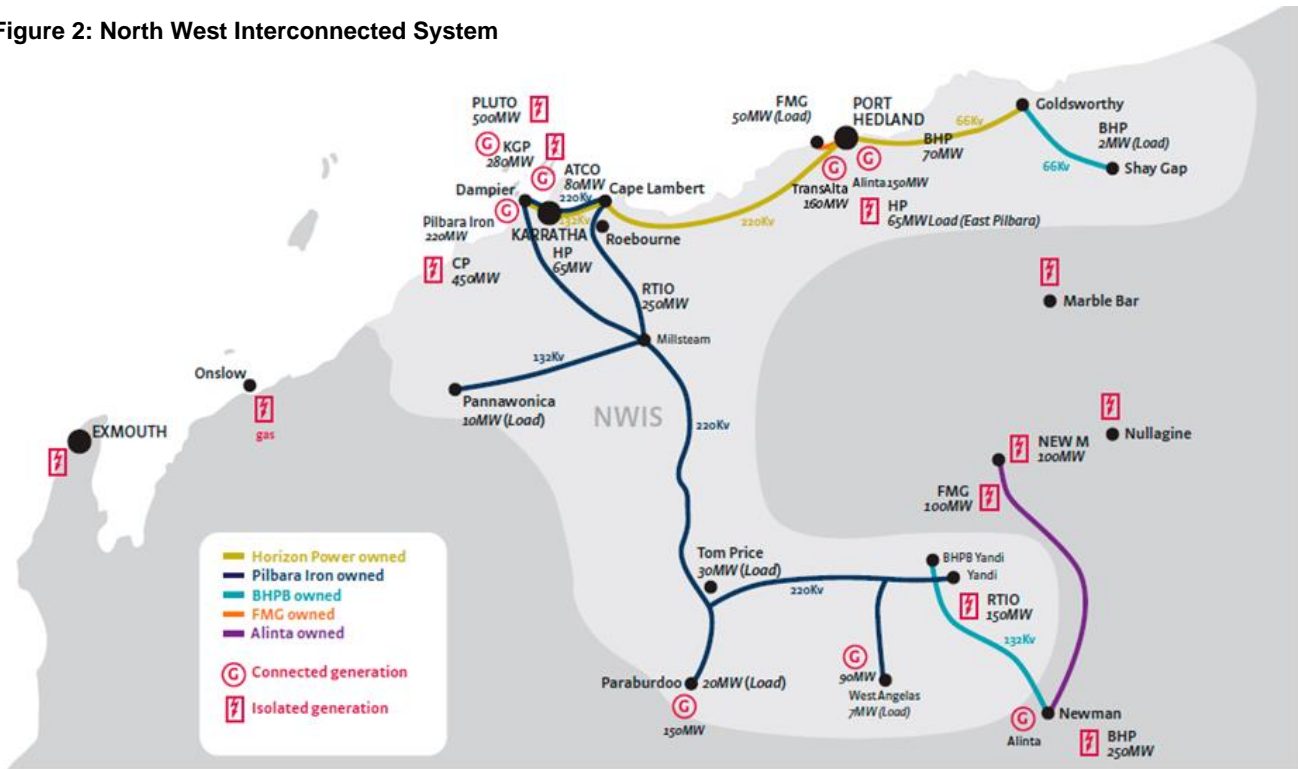 Figure 2: North West Interconnected System
PLUTO
500MW
G KGP
280MW
G
ATCO
80MW
Dampier
220Kv
Cape Lambert
G
Pilbara Iron
220MW
132Kv
KARRATHA
HP
65MW
Roebourne
CP
450MW
RTIO
250MW
Millsteam
132Kv
Pannawonica
10MW (Load)
Onslow
gas
EXMOUTH
FMG
50MW (Load)
PORT
HEDLAND
66Kv
BHP
70MW
Goldsworthy
BHP
2MW (Load)
66Kv
Shay Gap
G
G
TransAlta
160MW
Alinta 150MW
HP
65MW Load (East Pilbara)
220Kv
Marble Bar
NWIS
220Kv
Nullagine
NEW M
100MW
FMG
100MW
Tom Price
30MW (Load)
220Kv
BHPB Yandi
Yandi
RTIO
150MW
132Kv
Paraburdoo
20MW (Load)
G
150MW
G
90MW
West Angelas
7MW (Load)
G
Alinta
Newman
BHP
250MW
Horizon Power owned
Pilbara Iron owned
BHPB owned
FMG owned
Alinta owned
G Connected generation
Isolated generation